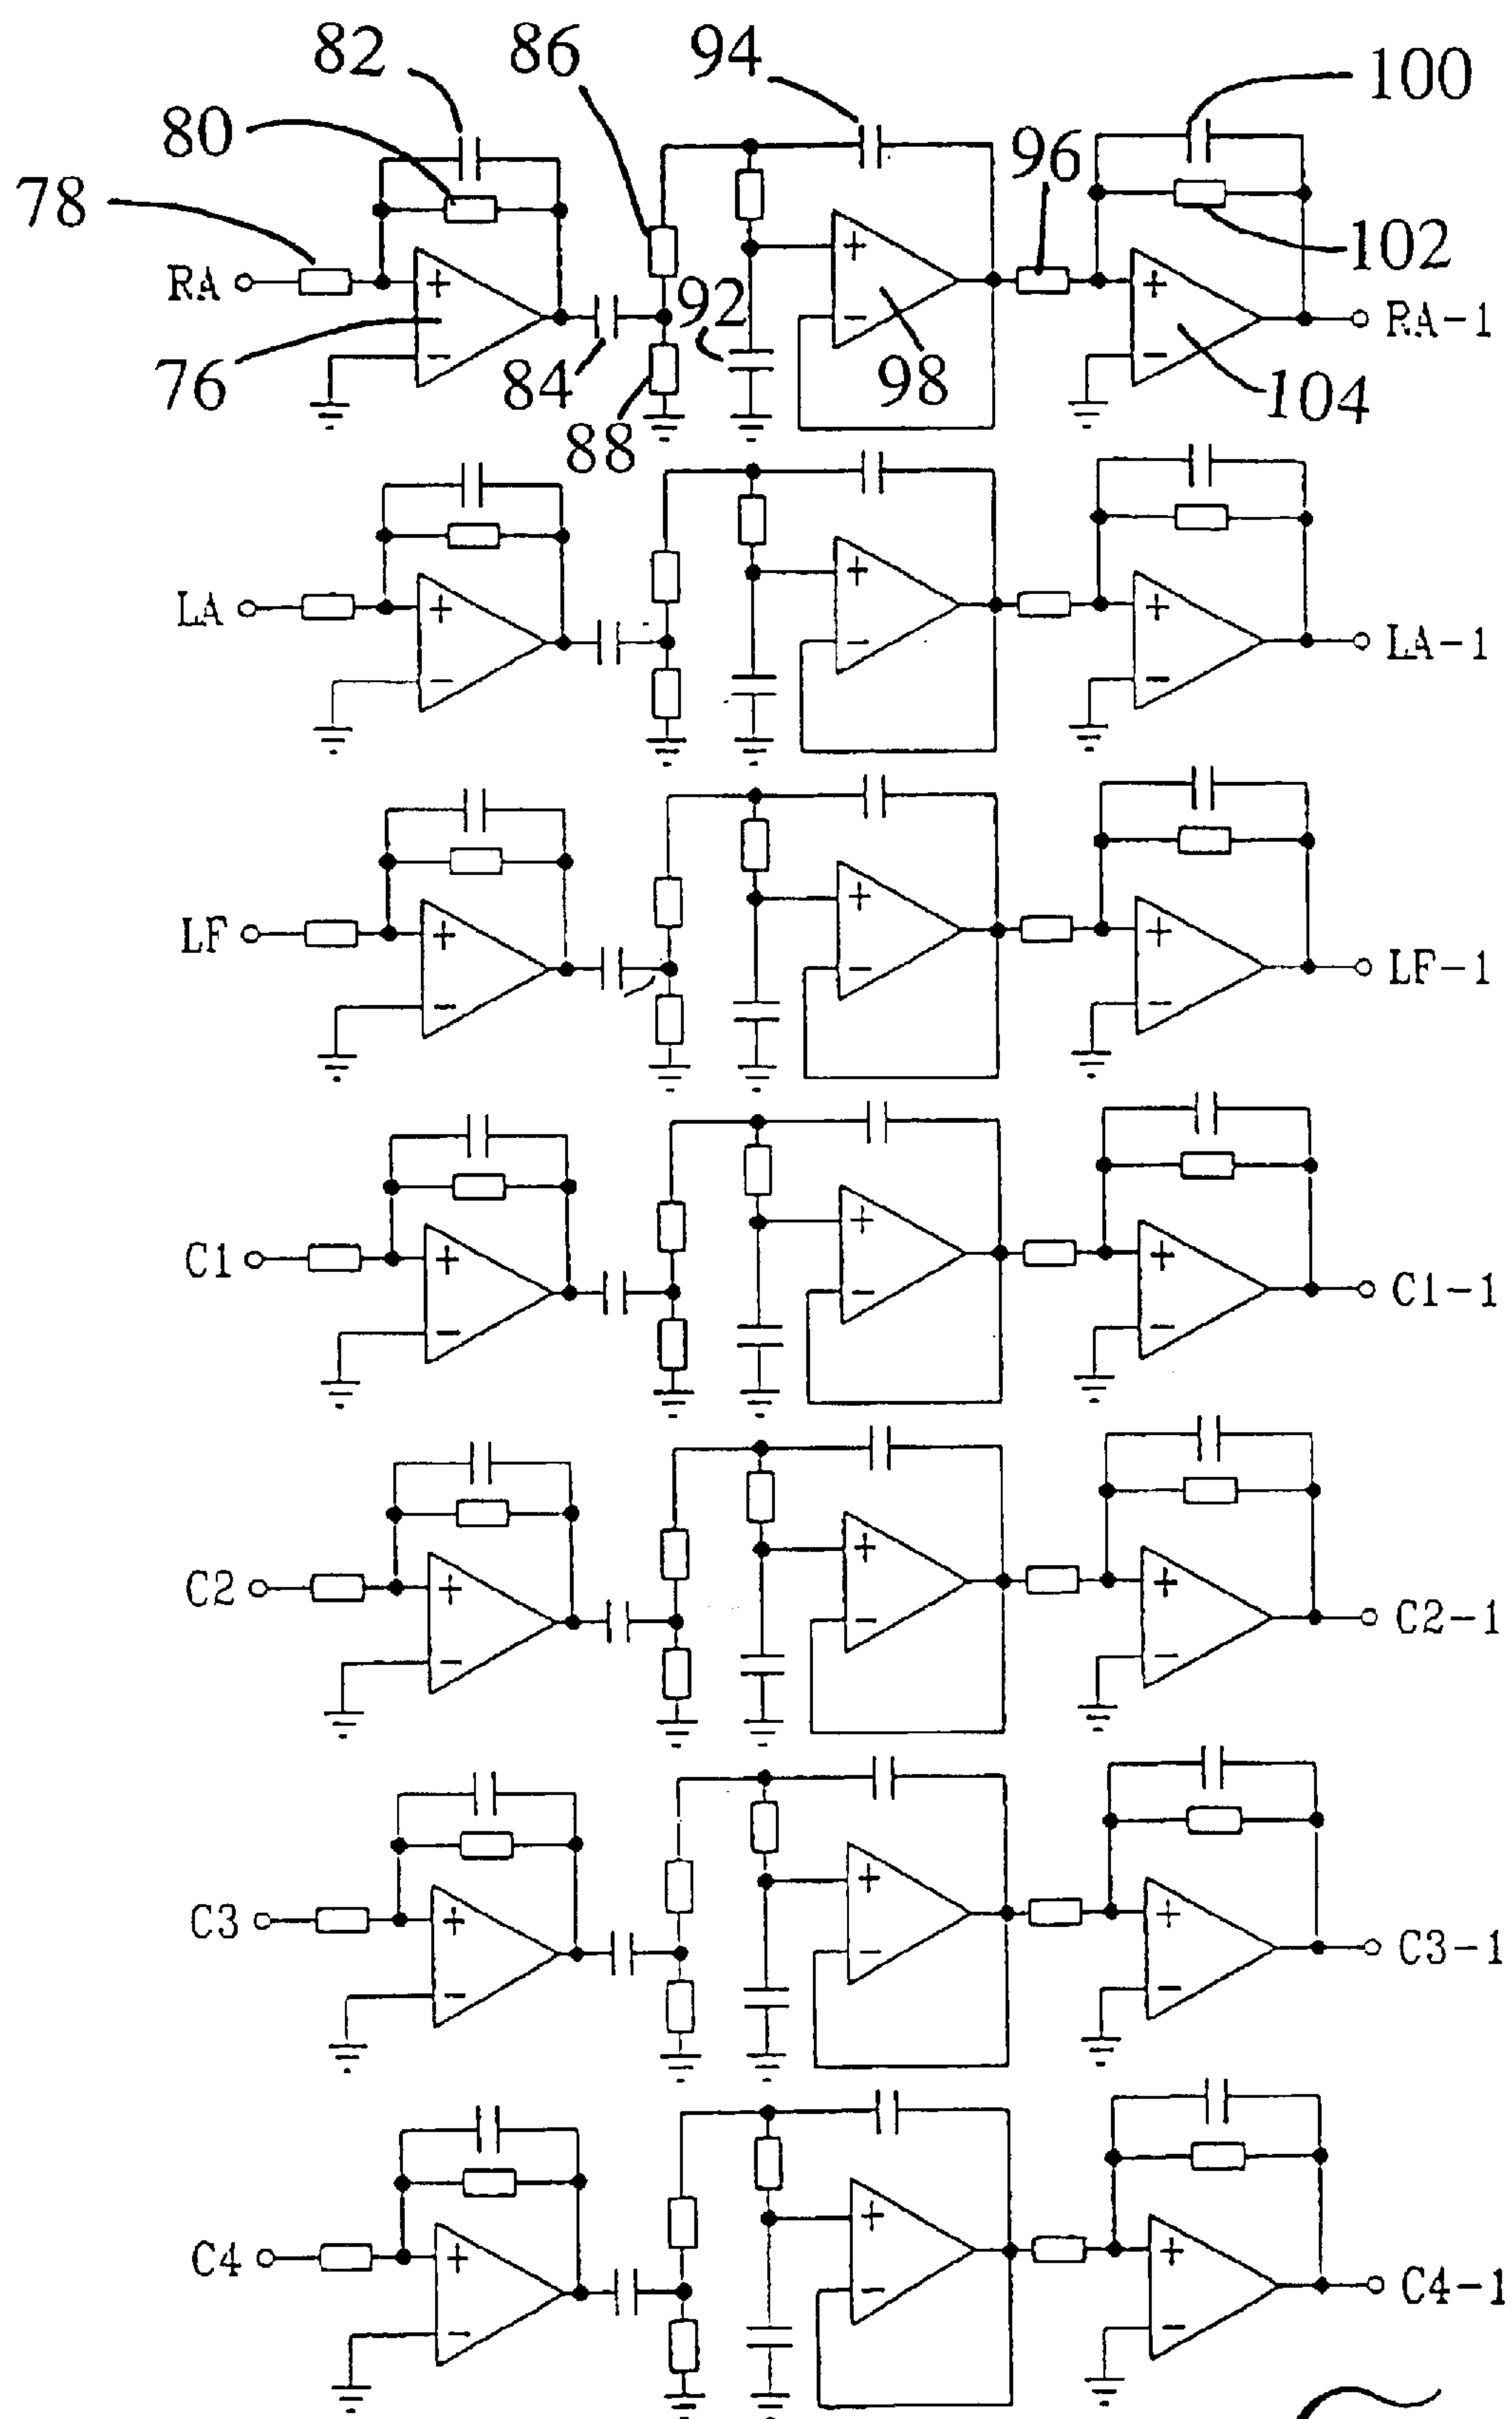 82 86 94 100
80 96
78 102
RA + + + RA-1
92
76 − 84 − 98 − 104
88
LA + − + − + − LA-1
LF + − + − + − LF-1
C1 + − + − + − C1-1
C2 + − + − + − C2-1
C3 + − + − + − C3-1
C4 + − + − + − C4-1